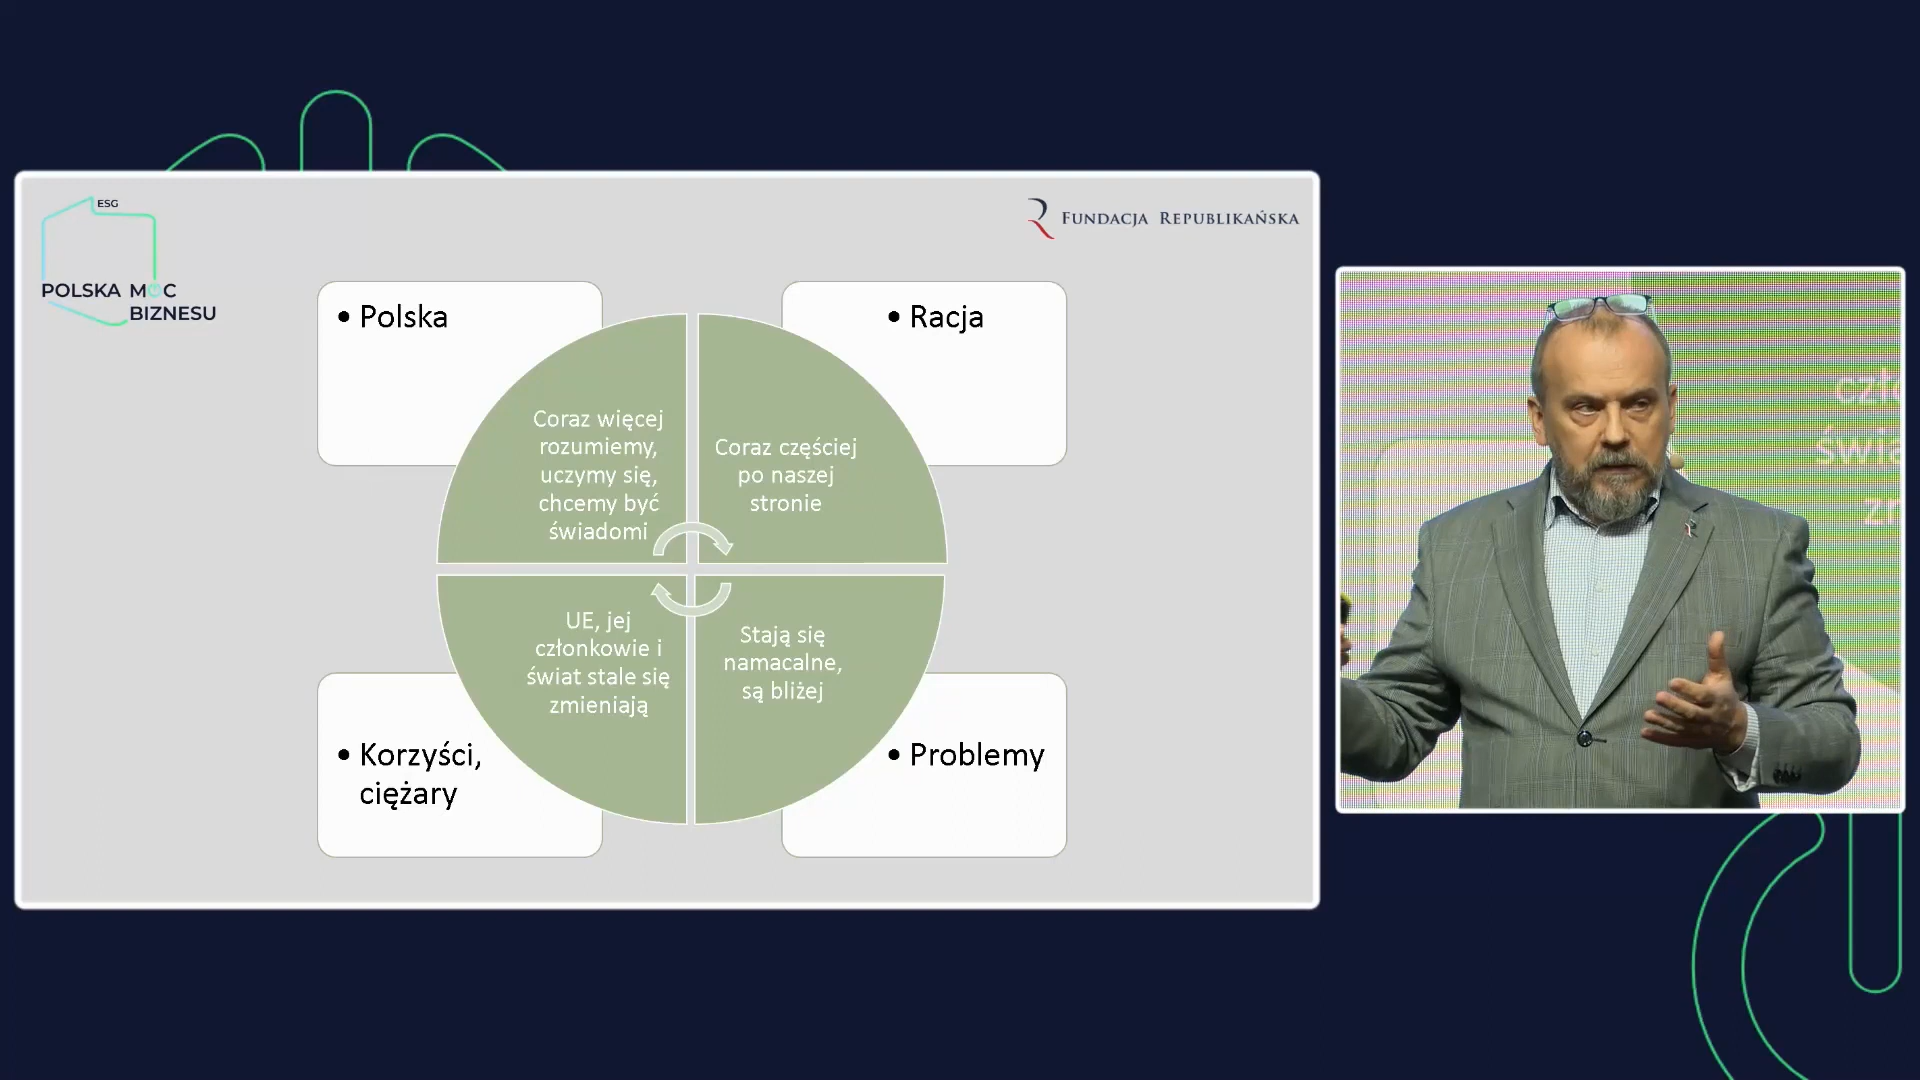 ESG
POLSKA MOC
BIZNESU
FUNDACJA REPUBLIKAŃSKA
• Polska
• Racja
Coraz więcej
rozumiemy,
uczymy się,
chcemy być
świadomi
Coraz częściej
po naszej
stronie
UE, jej
członkowie i
świat stale się
zmieniają
Stają się
namacalne,
są bliżej
• Korzyści,
ciężary
• Problemy